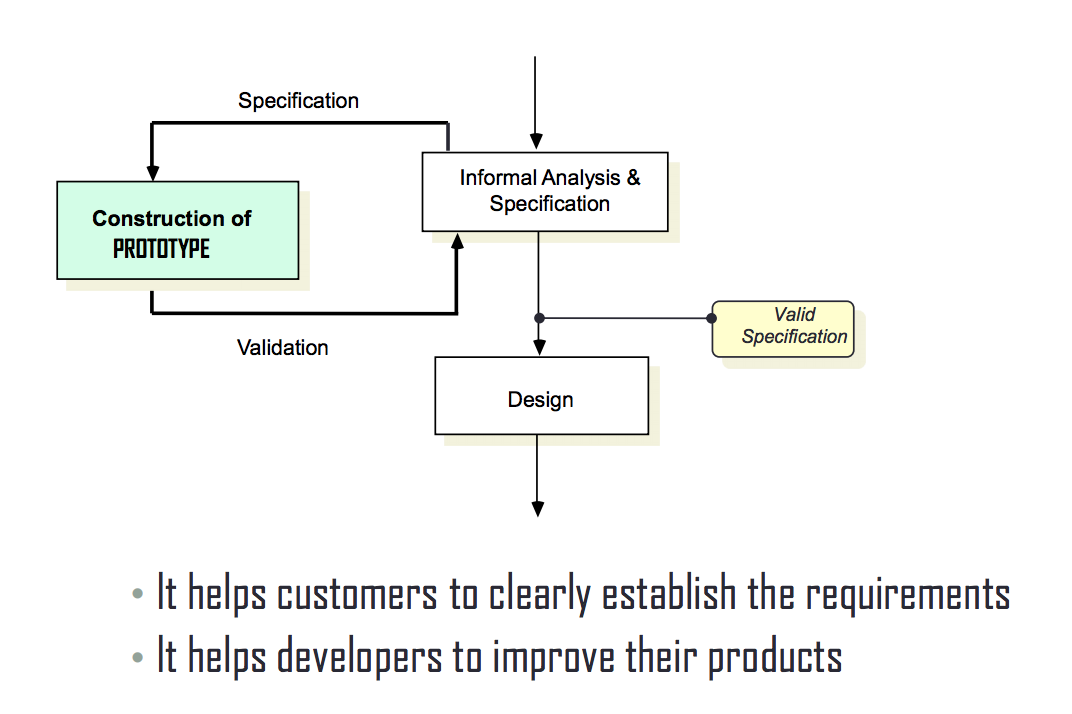 Specification
Informal Analysis &
Specification
Construction of
PROTOTYPE
Valid
Specification
Validation
Design
• It helps customers to clearly establish the requirements
• It helps developers to improve their products